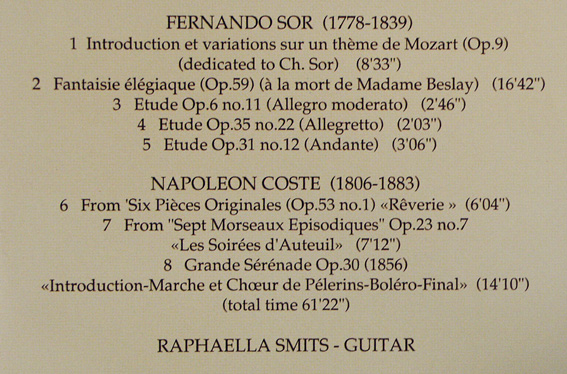 FERNANDO SOR (1778-1839)
1 Introduction et variations sur un thème de Mozart (Op.9)
(dedicated to Ch. Sor) (8'33")
2 Fantaisie élégiaque (Op.59) (à la mort de Madame Beslay) (16'42")
3 Etude Op.6 no.11 (Allegro moderato) (2'46")
4 Etude Op.35 no.22 (Allegretto) (2'03")
5 Etude Op.31 no.12 (Andante) (3'06")
NAPOLEON COSTE (1806-1883)
6 From 'Six Pièces Originales (Op.53 no.1) «Rêverie » (6'04")
7 From "Sept Morseaux Episodiques" Op.23 no.7
«Les Soirées d'Auteuil» (7'12")
8 Grande Sérénade Op.30 (1856)
«Introduction-Marche et Chœur de Pélerins-Boléro-Final» (14'10")
(total time 61'22")
RAPHAELLA SMITS - GUITAR